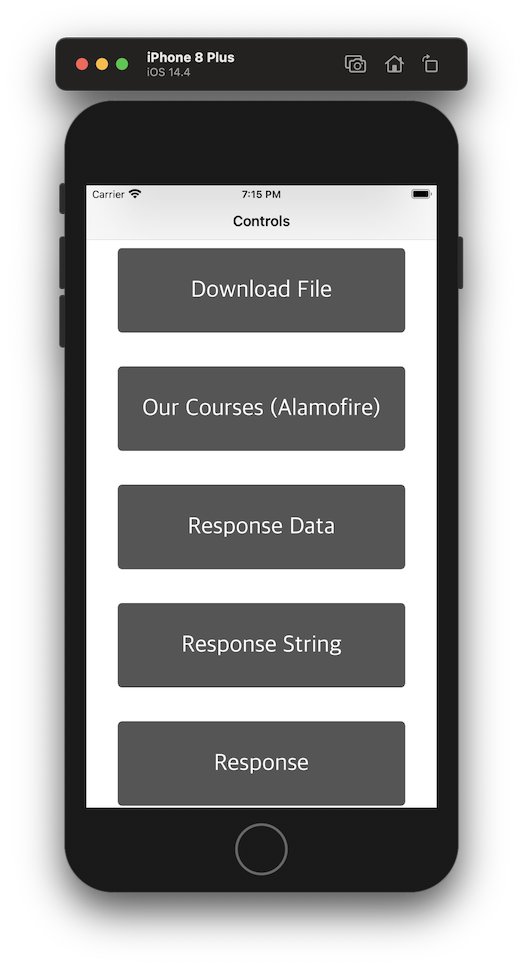 iPhone 8 Plus
iOS 14.4
Carrier 7:15 PM
Controls
Download File
Our Courses (Alamofire)
Response Data
Response String
Response